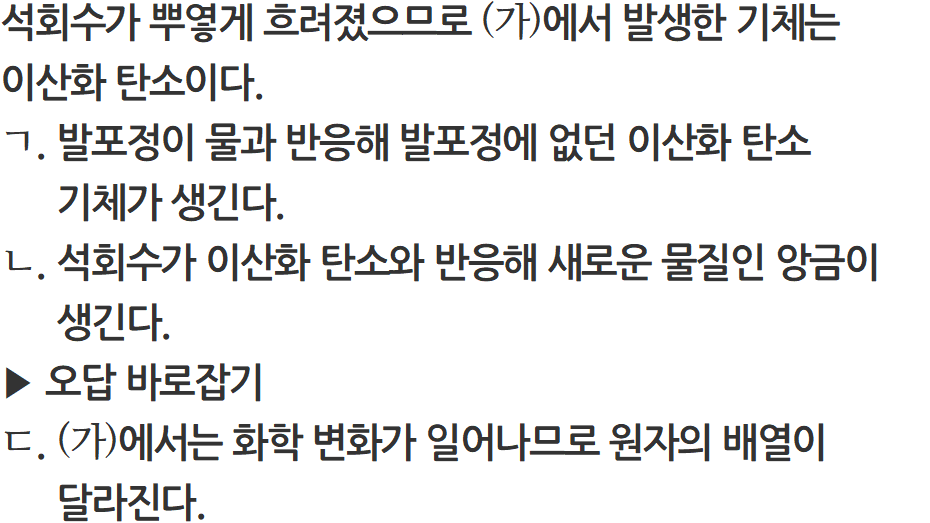 석회수가 뿌옇게 흐려졌으므로 (가)에서 발생한 기체는
이산화 탄소이다.
ㄱ. 발포정이 물과 반응해 발포정에 없던 이산화 탄소
기체가 생긴다.
ㄴ. 석회수가 이산화 탄소와 반응해 새로운 물질인 앙금이
생긴다.
▶ 오답 바로잡기
ㄷ. (가)에서는 화학 변화가 일어나므로 원자의 배열이
달라진다.